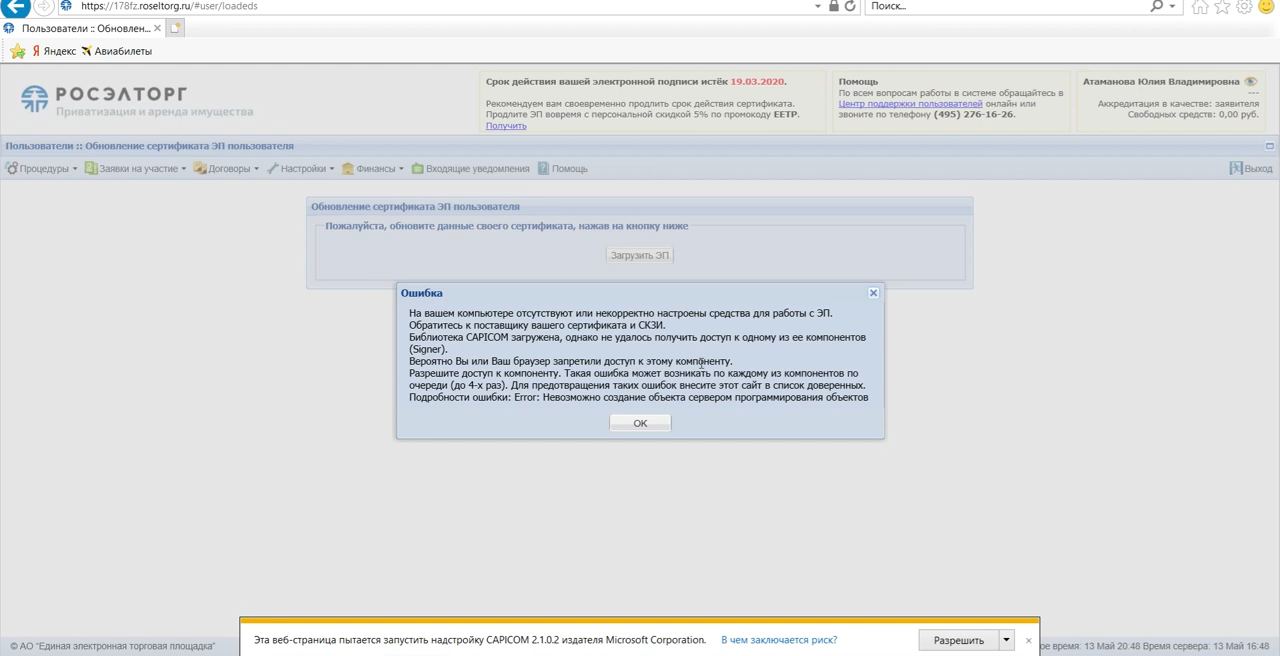 https://178fz.roseltorg.ru/#user/loadeds
Поиск...
Пользователи :: Обновлен...
Я Яндекс
Авиабилеты
РОСЭЛТОРГ
Приватизация и аренда имущества
Срок действия вашей электронной подписи истёк 19.03.2020.
Рекомендуем вам своевременно продлить срок действия сертификата.
Продлите ЭП вовремя с персональной скидкой 5% по промокоду EETP.
Получить
Помощь
По всем вопросам работы в системе обращайтесь в
Центр поддержки пользователей онлайн или
звоните по телефону (495) 276-16-26.
Атаманова Юлия Владимировна
---
Аккредитация в качестве: заявителя
Свободных средств: 0,00 руб.
Пользователи :: Обновление сертификата ЭП пользователя
Процедуры
Заявки на участие
Договоры
Настройки
Финансы
Входящие уведомления
Помощь
Выход
Обновление сертификата ЭП пользователя
Пожалуйста, обновите данные своего сертификата, нажав на кнопку ниже
Загрузить ЭП
Ошибка
На вашем компьютере отсутствуют или некорректно настроены средства для работы с ЭП.
Обратитесь к поставщику вашего сертификата и СКЗИ.
Библиотека CAPICOM загружена, однако не удалось получить доступ к одному из ее компонентов
(Signer).
Вероятно Вы или Ваш браузер запретили доступ к этому компоненту.
Разрешите доступ к компоненту. Такая ошибка может возникать по каждому из компонентов по
очереди (до 4-х раз). Для предотвращения таких ошибок внесите этот сайт в список доверенных.
Подробности ошибки: Error: Невозможно создание объекта сервером программирования объектов
OK
Эта веб-страница пытается запустить надстройку CAPICOM 2.1.0.2 издателя Microsoft Corporation.
В чем заключается риск?
Разрешить
© АО "Единая электронная торговая площадка"
время: 13 Май 20:48 Время сервера: 13 Май 16:48